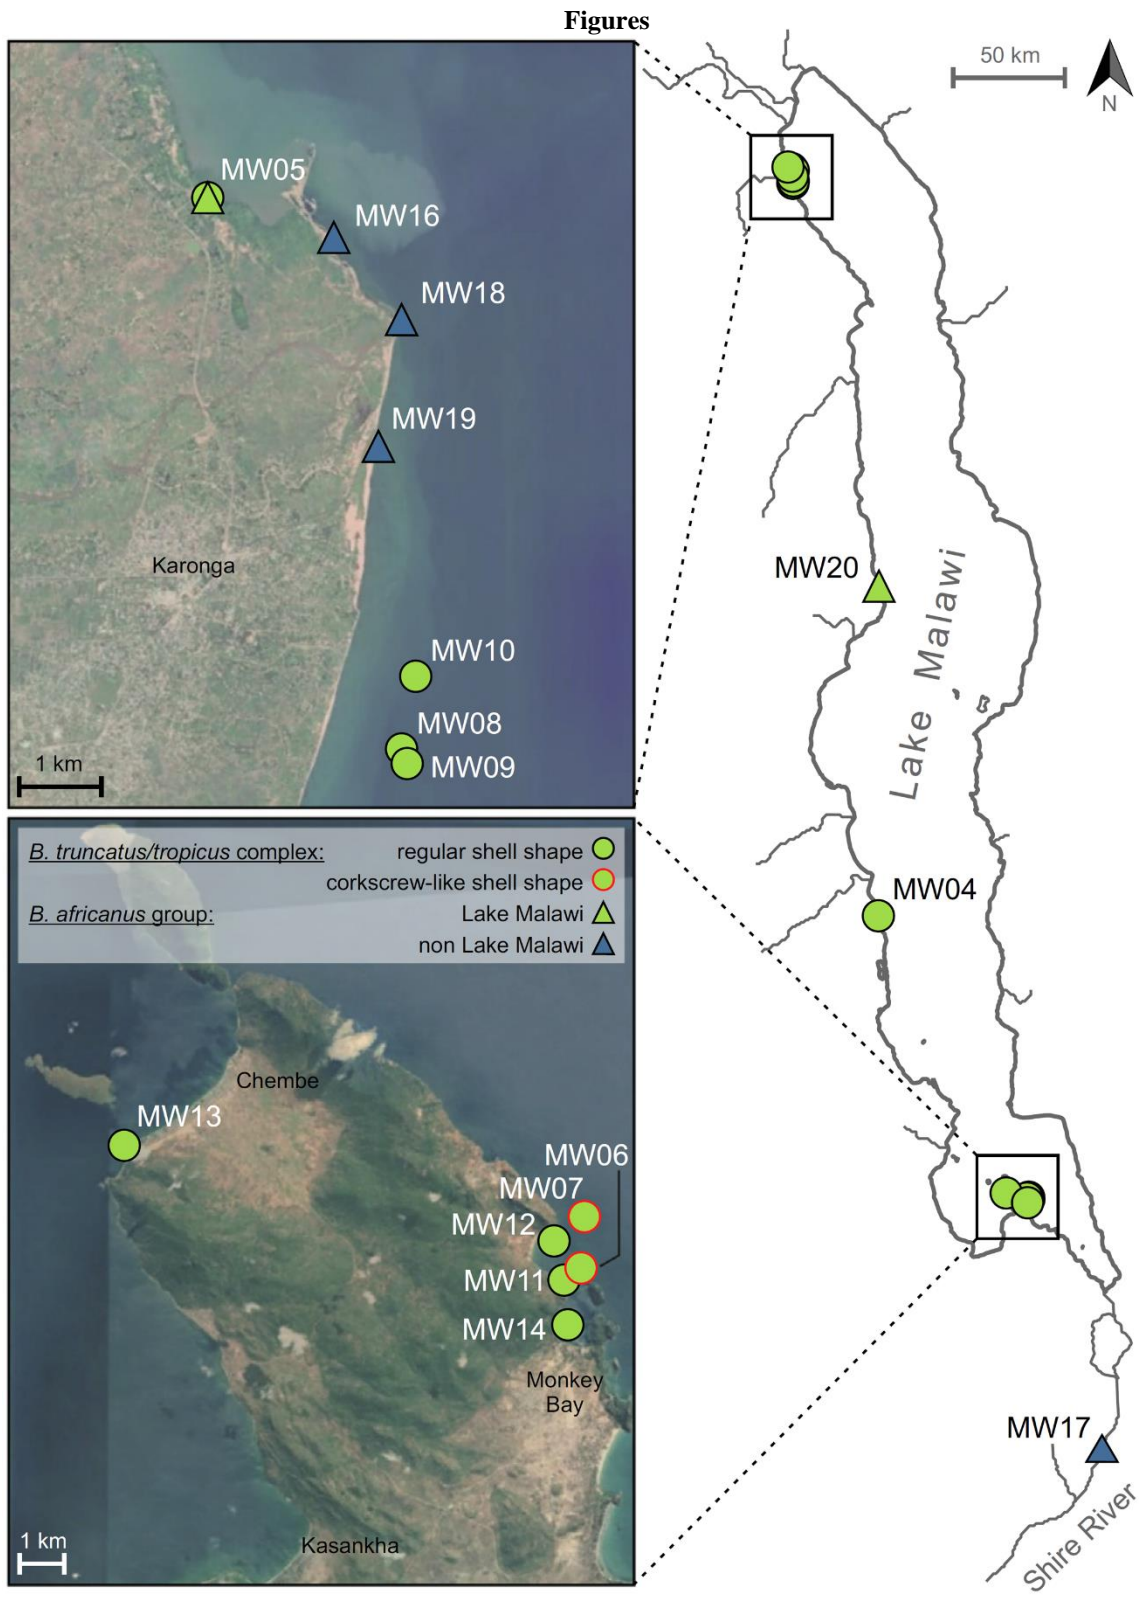 Figures
50 km
N
MW05
MW16
MW18
MW19
Karonga
MW10
MW08
MW09
1 km
B. truncatus/tropicus complex:
regular shell shape
corkscrew-like shell shape
B. africanus group:
Lake Malawi
non Lake Malawi
Chembe
MW13
MW06
MW07
MW12
MW11
MW14
Monkey
Bay
Kasankha
1 km
MW20
Lake Malawi
MW04
MW17
Shire River